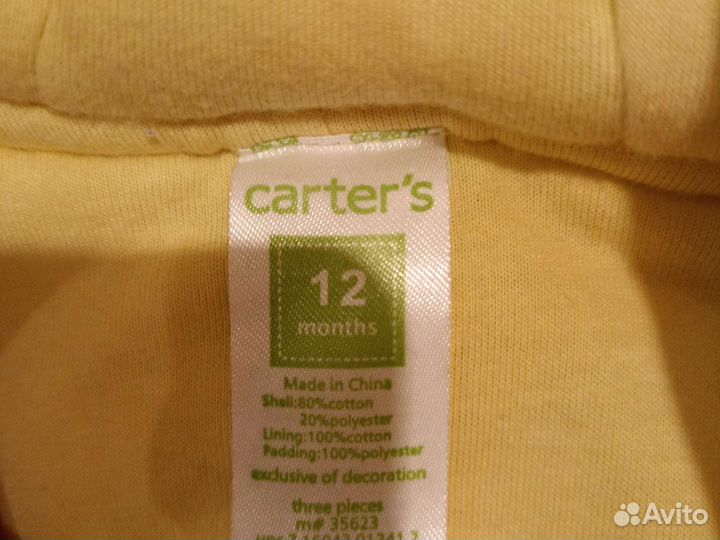 carter's
12
months
Made in China
Shell:80%cotton
20%polyester
Lining:100%cotton
Padding:100%polyester
exclusive of decoration
three pieces
m# 35623
Avito